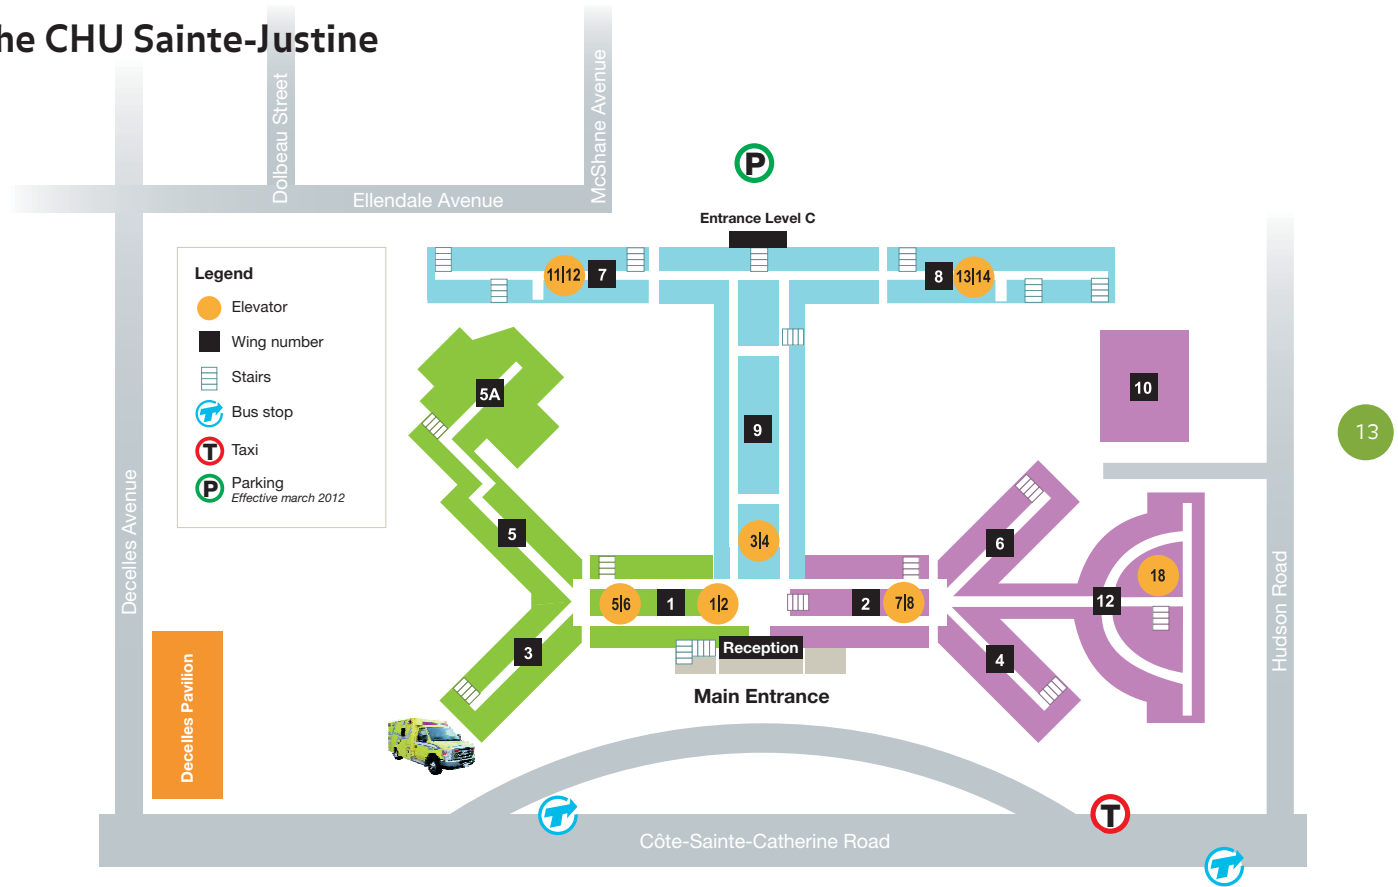 he CHU Sainte-Justine
Dolbeau Street
McShane Avenue
Ellendale Avenue
P
Entrance Level C
Legend
Elevator
Wing number
Stairs
Bus stop
T
Taxi
P
Parking
Effective march 2012
11|12
7
8
13|14
5A
9
10
13
5
3|4
6
18
5|6
1
1|2
2
7|8
12
3
Reception
4
Main Entrance
Decelles Avenue
Hudson Road
Decelles Pavilion
T
Côte-Sainte-Catherine Road